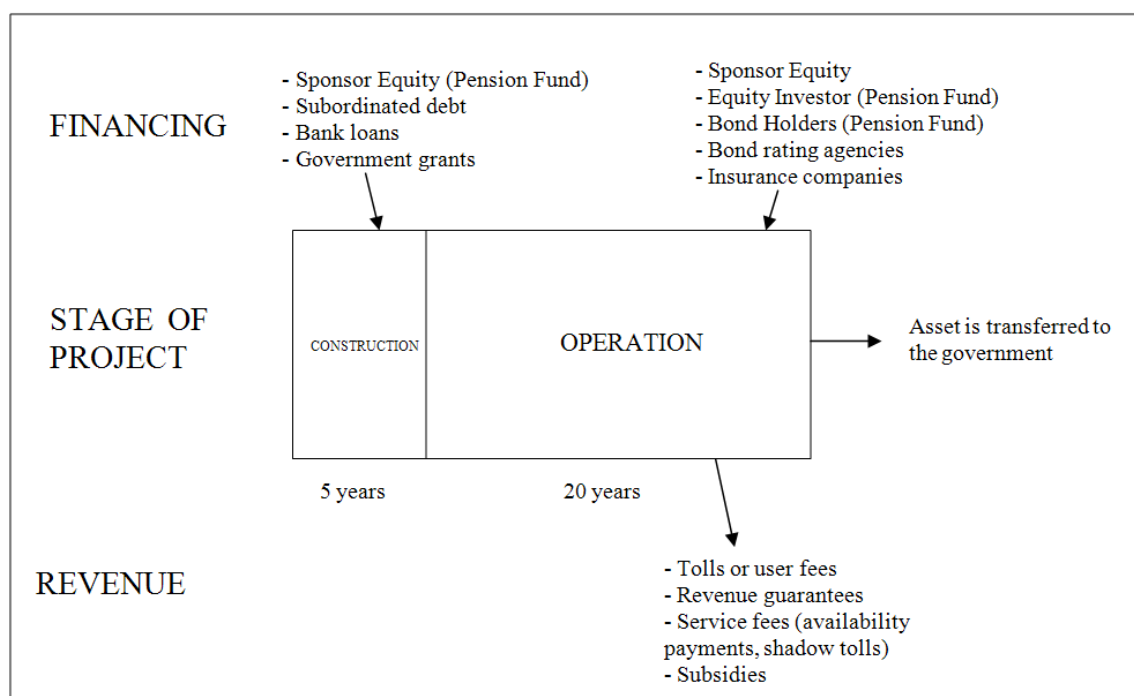 FINANCING
- Sponsor Equity (Pension Fund)
- Subordinated debt
- Bank loans
- Government grants
- Sponsor Equity
- Equity Investor (Pension Fund)
- Bond Holders (Pension Fund)
- Bond rating agencies
- Insurance companies
STAGE OF
PROJECT
CONSTRUCTION
OPERATION
Asset is transferred to
the government
5 years
20 years
REVENUE
- Tolls or user fees
- Revenue guarantees
- Service fees (availability
payments, shadow tolls)
- Subsidies